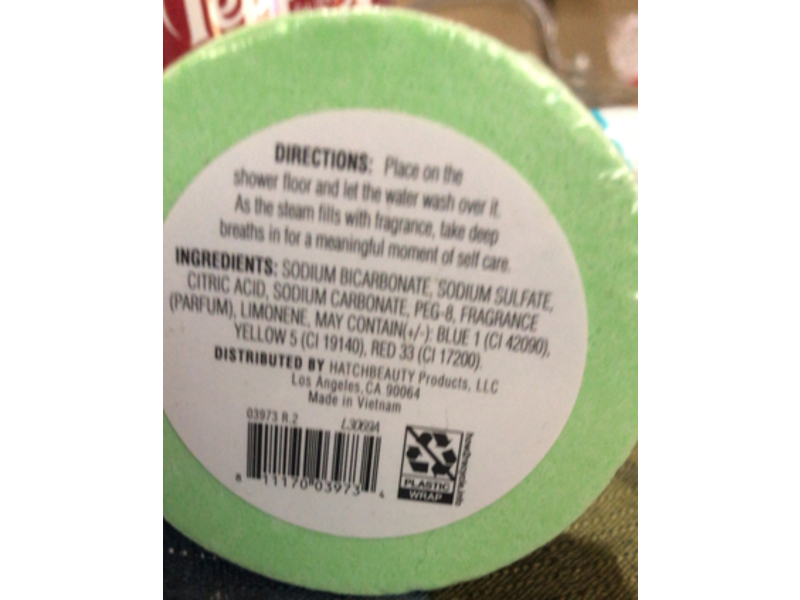 DIRECTIONS: Place on the
shower floor and let the water wash over it.
As the steam fills with fragrance, take deep
breaths in for a meaningful moment of self care.
INGREDIENTS: SODIUM BICARBONATE, SODIUM SULFATE,
CITRIC ACID, SODIUM CARBONATE, PEG-8, FRAGRANCE
(PARFUM), LIMONENE, MAY CONTAIN(+/-): BLUE 1 (CI 42090),
YELLOW 5 (CI 19140), RED 33 (CI 17200).
DISTRIBUTED BY HATCHBEAUTY Products, LLC
Los Angeles, CA 90064
Made in Vietnam
03973 R.2 L3069A
8 11170 03973 4
PLASTIC
WRAP
how2recycle.info